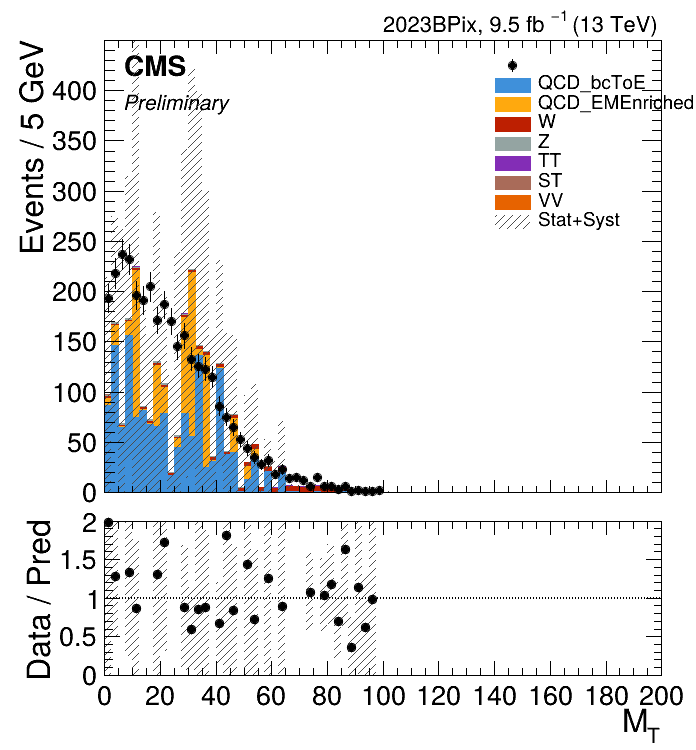 2023BPix, 9.5 fb⁻¹ (13 TeV)
CMS
Preliminary
QCD_bcToE
QCD_EMEnriched
W
Z
TT
ST
VV
Stat+Syst
Events / 5 GeV
400
350
300
250
200
150
100
50
0
Data / Pred
2
1.5
1
0.5
0
0 20 40 60 80 100 120 140 160 180 200
M_T